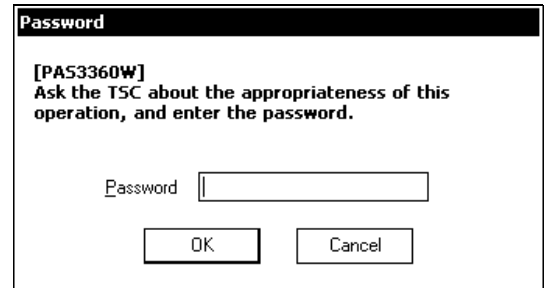 Password
[PAS3360W]
Ask the TSC about the appropriateness of this
operation, and enter the password.
Password
OK
Cancel